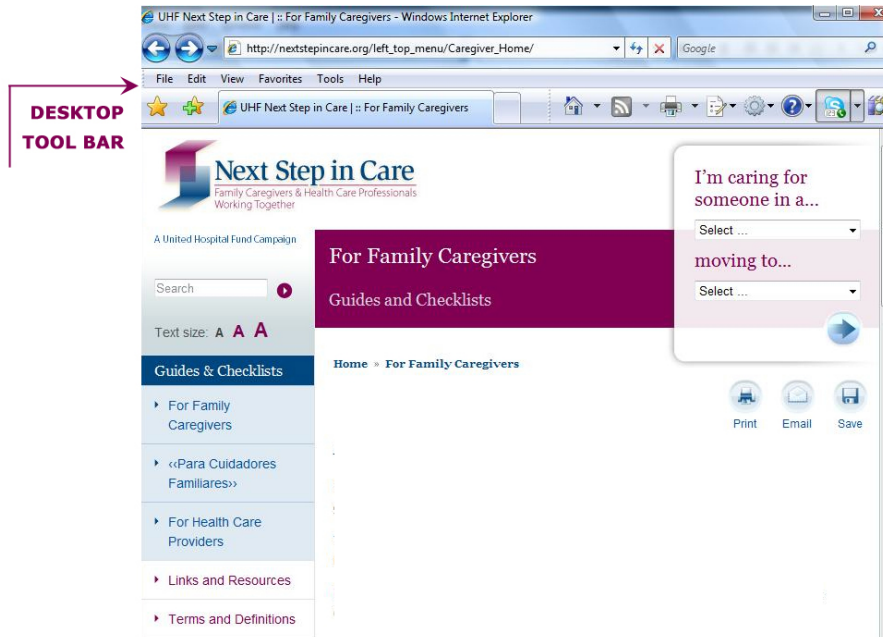 UHF Next Step in Care | :: For Family Caregivers - Windows Internet Explorer
http://nextstepincare.org/left_top_menu/Caregiver_Home/
Google
File Edit View Favorites Tools Help
UHF Next Step in Care | :: For Family Caregivers
DESKTOP
TOOL BAR
Next Step in Care
Family Caregivers & Health Care Professionals
Working Together
A United Hospital Fund Campaign
I'm caring for
someone in a...
Select ...
moving to...
Select ...
For Family Caregivers
Guides and Checklists
Search
Text size: A A A
Home » For Family Caregivers
Print Email Save
Guides & Checklists
For Family
Caregivers
‹‹Para Cuidadores
Familiares››
For Health Care
Providers
Links and Resources
Terms and Definitions